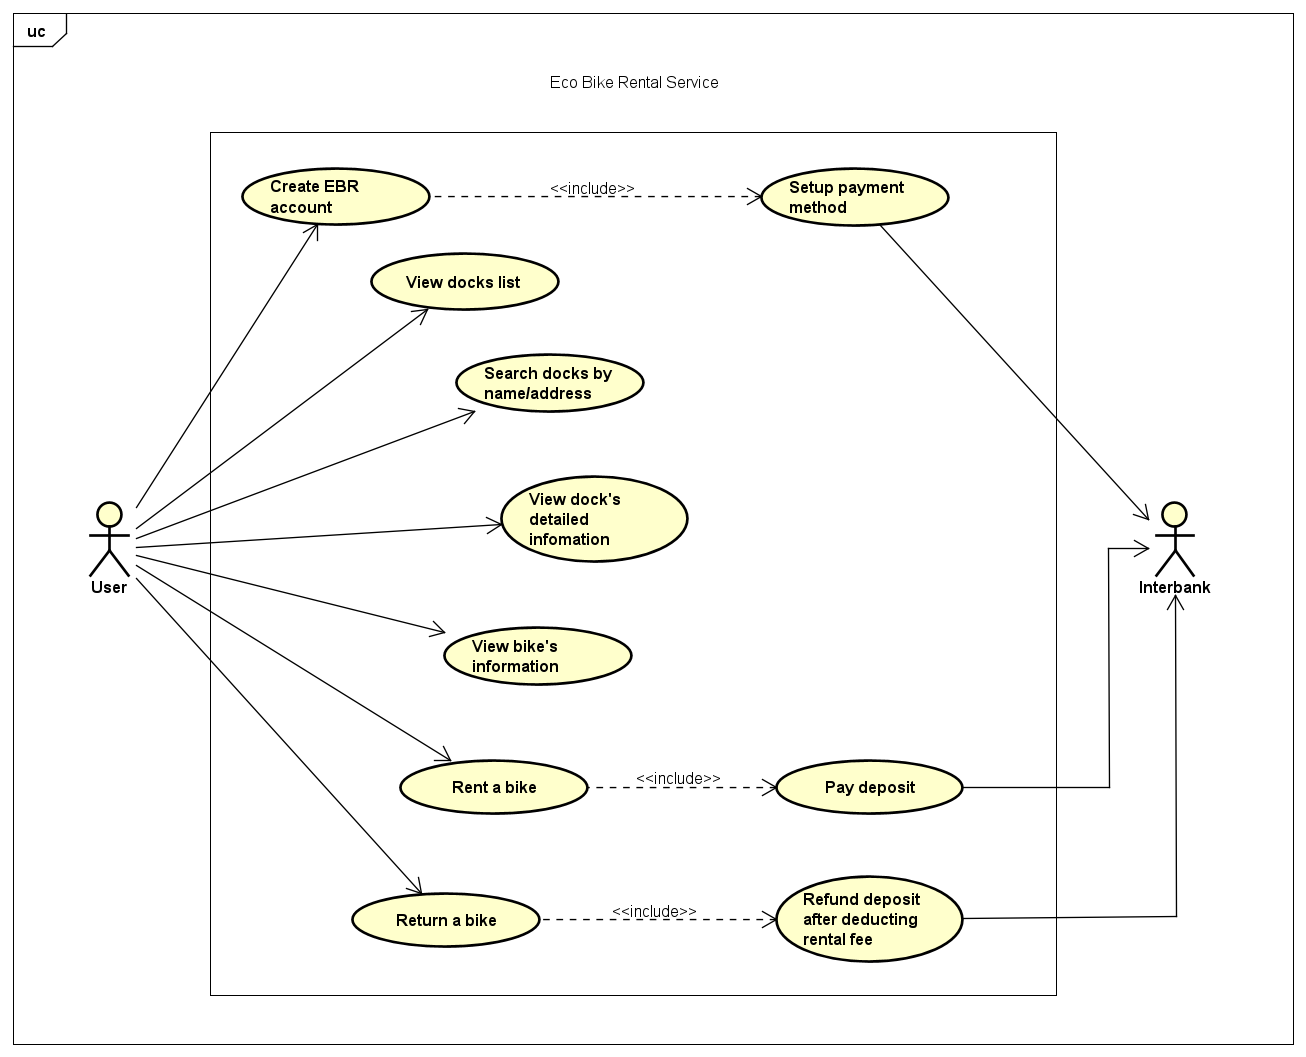 uc
Eco Bike Rental Service
Create EBR
account
<<include>>
Setup payment
method
View docks list
Search docks by
name/address
View dock's
detailed
infomation
User
Interbank
View bike's
information
Rent a bike
<<include>>
Pay deposit
Return a bike
<<include>>
Refund deposit
after deducting
rental fee